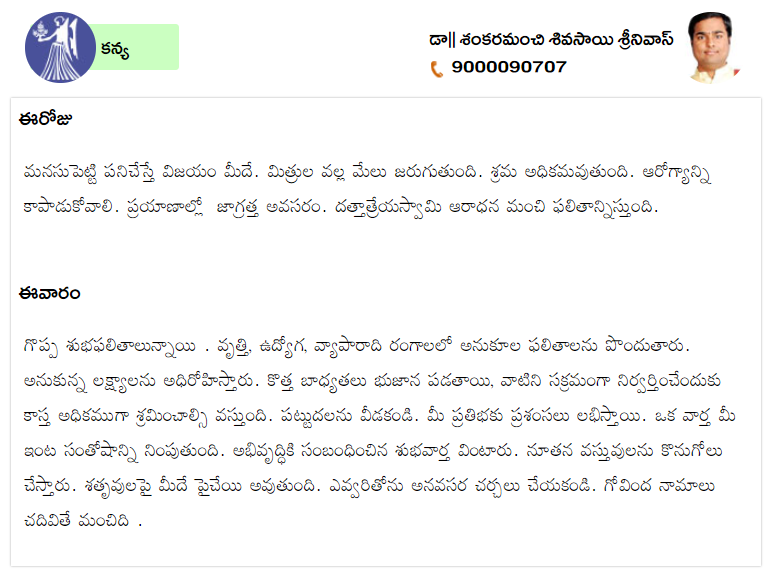 కన్య
డా|| శంకరమంచి శివసాయి శ్రీనివాస్
9000090707
ఈరోజు
మనసుపెట్టి పనిచేస్తే విజయం మీదే. మిత్రుల వల్ల మేలు జరుగుతుంది. శ్రమ అధికమవుతుంది. ఆరోగ్యాన్ని
కాపాడుకోవాలి. ప్రయాణాల్లో జాగ్రత్త అవసరం. దత్తాత్రేయస్వామి ఆరాధన మంచి ఫలితాన్నిస్తుంది.
ఈవారం
గొప్ప శుభఫలితాలున్నాయి . వృత్తి, ఉద్యోగ, వ్యాపారాది రంగాలలో అనుకూల ఫలితాలను పొందుతారు.
అనుకున్న లక్ష్యాలను అధిరోహిస్తారు. కొత్త బాధ్యతలు భుజాన పడతాయి, వాటిని సక్రమంగా నిర్వర్తించేందుకు
కాస్త అధికముగా శ్రమించాల్సి వస్తుంది. పట్టుదలను వీడకండి. మీ ప్రతిభకు ప్రశంసలు లభిస్తాయి. ఒక వార్త మీ
ఇంట సంతోషాన్ని నింపుతుంది. అభివృద్ధికి సంబంధించిన శుభవార్త వింటారు. నూతన వస్తువులను కొనుగోలు
చేస్తారు. శతృవులపై మీదే పైచేయి అవుతుంది. ఎవ్వరితోను అనవసర చర్చలు చేయకండి. గోవింద నామాలు
చదివితే మంచిది .